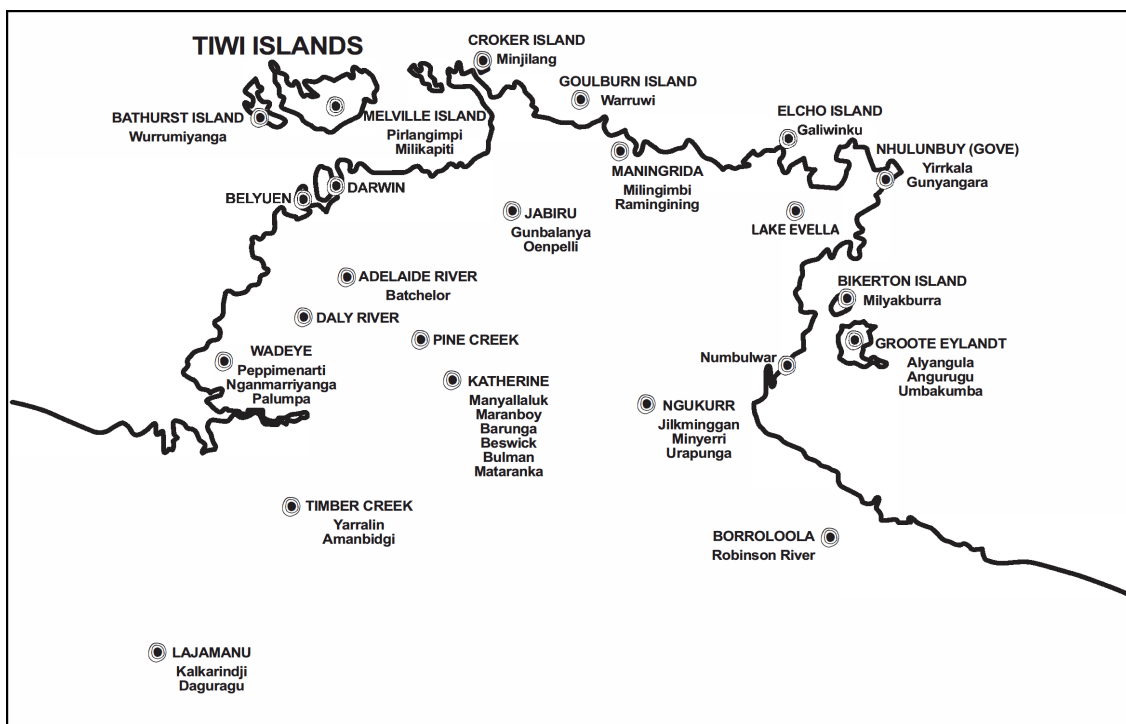 TIWI ISLANDS
CROKER ISLAND
Minjilang
GOULBURN ISLAND
Warruwi
BATHURST ISLAND
Wurrumiyanga
MELVILLE ISLAND
Pirlangimpi
Milikapiti
ELCHO ISLAND
Galiwinku
NHULUNBUY (GOVE)
Yirrkala
Gunyangara
MANINGRIDA
Milingimbi
Ramingining
DARWIN
BELYUEN
JABIRU
Gunbalanya
Oenpelli
LAKE EVELLA
ADELAIDE RIVER
Batchelor
BIKERTON ISLAND
Milyakburra
DALY RIVER
PINE CREEK
GROOTE EYLANDT
Alyangula
Angurugu
Umbakumba
WADEYE
Peppimenarti
Nganmarriyanga
Palumpa
Numbulwar
KATHERINE
Manyallaluk
Maranboy
Barunga
Beswick
Bulman
Mataranka
NGUKURR
Jilkminggan
Minyerri
Urapunga
TIMBER CREEK
Yarralin
Amanbidgi
BORROLOOLA
Robinson River
LAJAMANU
Kalkarindji
Daguragu